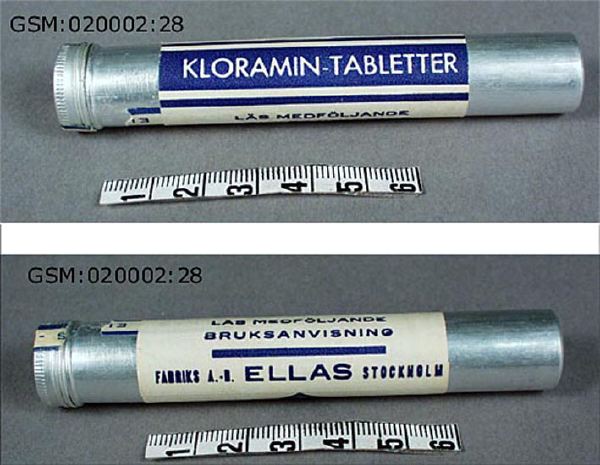 GSM:020002:28
KLORAMIN-TABLETTER
13
LÄS MEDFÖLJANDE
1 2 3 4 5 6
GSM:020002:28
S
13
LÄS MEDFÖLJANDE
BRUKSANVISNING
FABRIKS A.-B. ELLAS STOCKHOLM
1 2 3 4 5 6